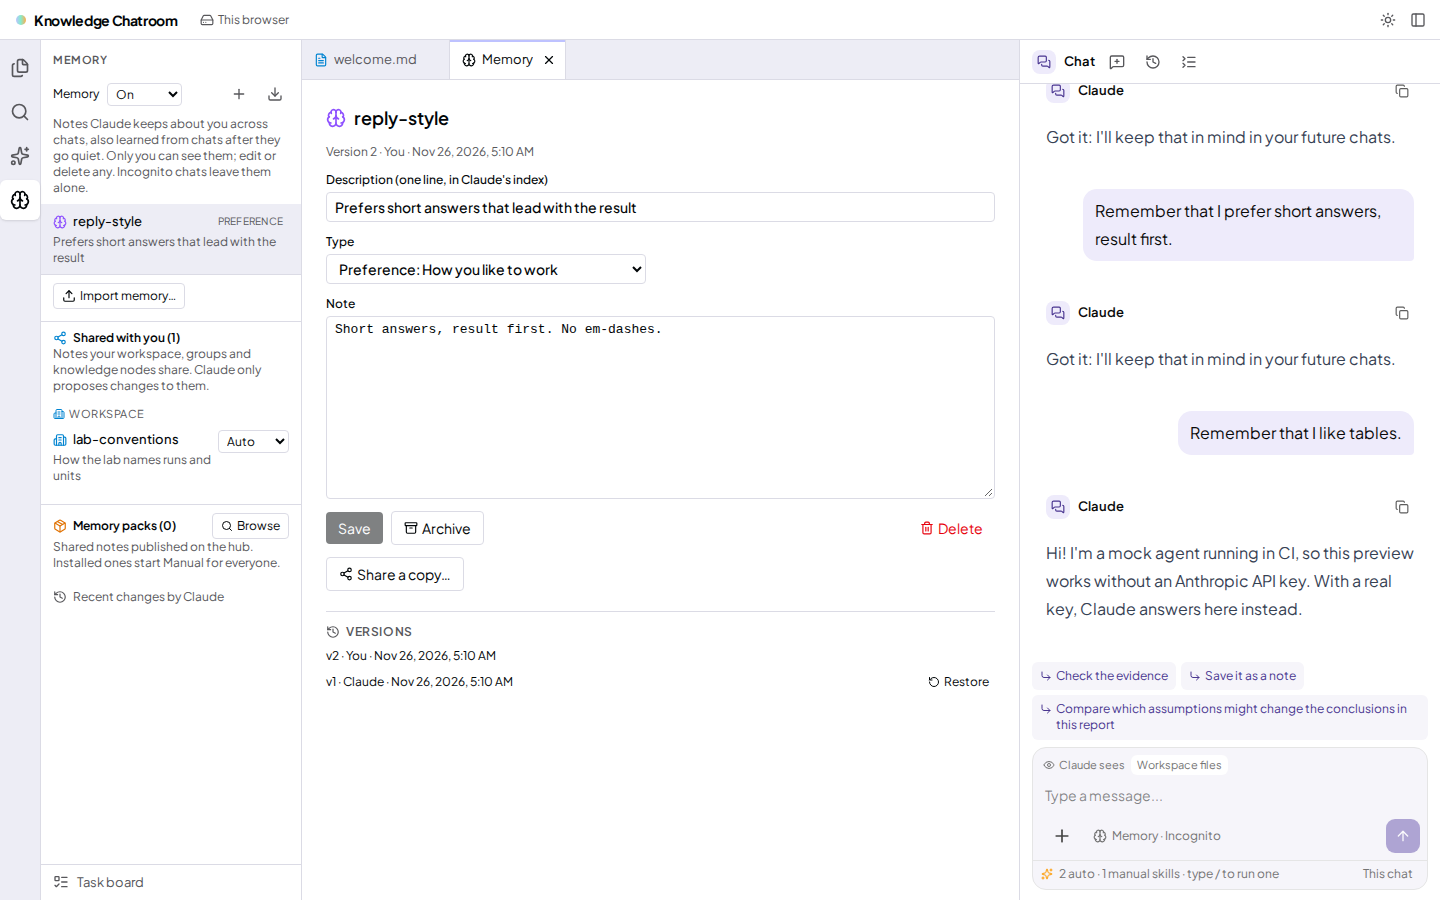 Knowledge Chatroom
This browser
MEMORY
Memory On
Notes Claude keeps about you across
chats, also learned from chats after they
go quiet. Only you can see them; edit or
delete any. Incognito chats leave them
alone.
reply-style PREFERENCE
Prefers short answers that lead with the
result
Import memory...
Shared with you (1)
Notes your workspace, groups and
knowledge nodes share. Claude only
proposes changes to them.
WORKSPACE
lab-conventions Auto
How the lab names runs and
units
Memory packs (0) Browse
Shared notes published on the hub.
Installed ones start Manual for everyone.
Recent changes by Claude
Task board
welcome.md
Memory
reply-style
Version 2 · You · Nov 26, 2026, 5:10 AM
Description (one line, in Claude's index)
Prefers short answers that lead with the result
Type
Preference: How you like to work
Note
Short answers, result first. No em-dashes.
Save
Archive
Delete
Share a copy...
VERSIONS
v2 · You · Nov 26, 2026, 5:10 AM
v1 · Claude · Nov 26, 2026, 5:10 AM Restore
Chat
Claude
Got it: I'll keep that in mind in your future chats.
Remember that I prefer short answers,
result first.
Claude
Got it: I'll keep that in mind in your future chats.
Remember that I like tables.
Claude
Hi! I'm a mock agent running in CI, so this preview
works without an Anthropic API key. With a real
key, Claude answers here instead.
Check the evidence
Save it as a note
Compare which assumptions might change the conclusions in
this report
Claude sees Workspace files
Type a message...
Memory · Incognito
2 auto · 1 manual skills · type / to run one This chat